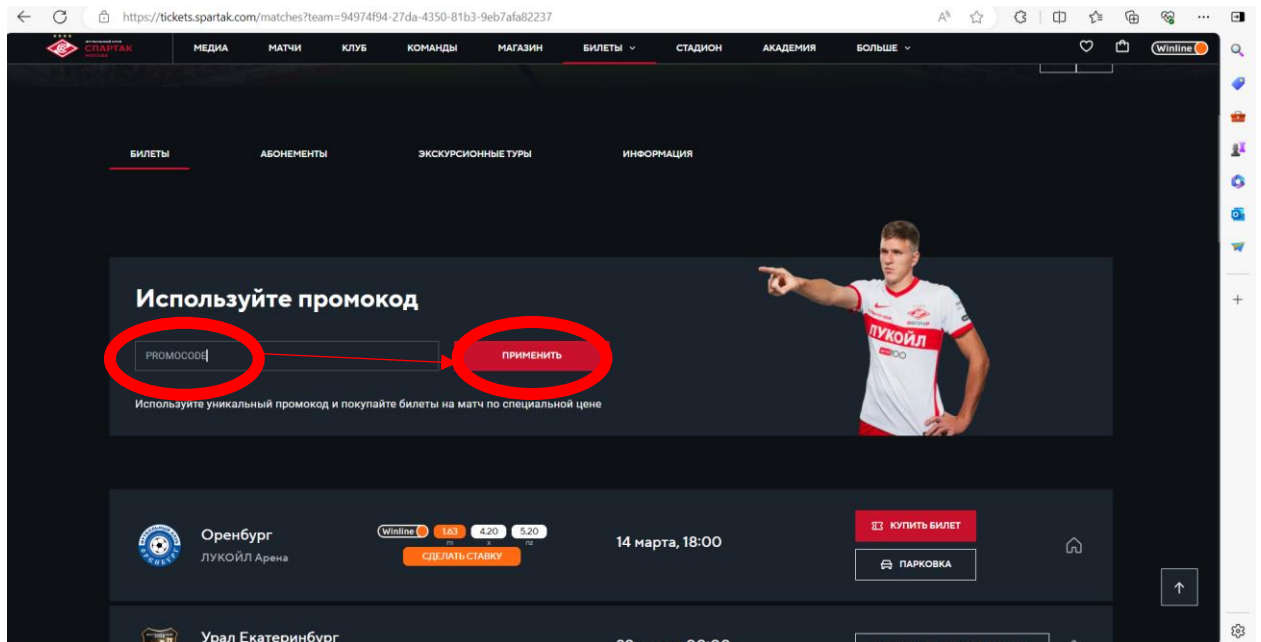 https://tickets.spartak.com/matches?team=94974f94-27da-4350-81b3-9eb7afa82237
СПАРТАК МЕДИА МАТЧИ КЛУБ КОМАНДЫ МАГАЗИН БИЛЕТЫ СТАДИОН АКАДЕМИЯ БОЛЬШЕ Winline
БИЛЕТЫ АБОНЕМЕНТЫ ЭКСКУРСИОННЫЕ ТУРЫ ИНФОРМАЦИЯ
Используйте промокод
PROMOCODE ПРИМЕНИТЬ
Используйте уникальный промокод и покупайте билеты на матч по специальной цене
ЛУКОЙЛ
Оренбург
ЛУКОЙЛ Арена
Winline 1.63 4.20 5.20
П1 X П2
СДЕЛАТЬ СТАВКУ
14 марта, 18:00
КУПИТЬ БИЛЕТ
ПАРКОВКА
Урал Екатеринбург